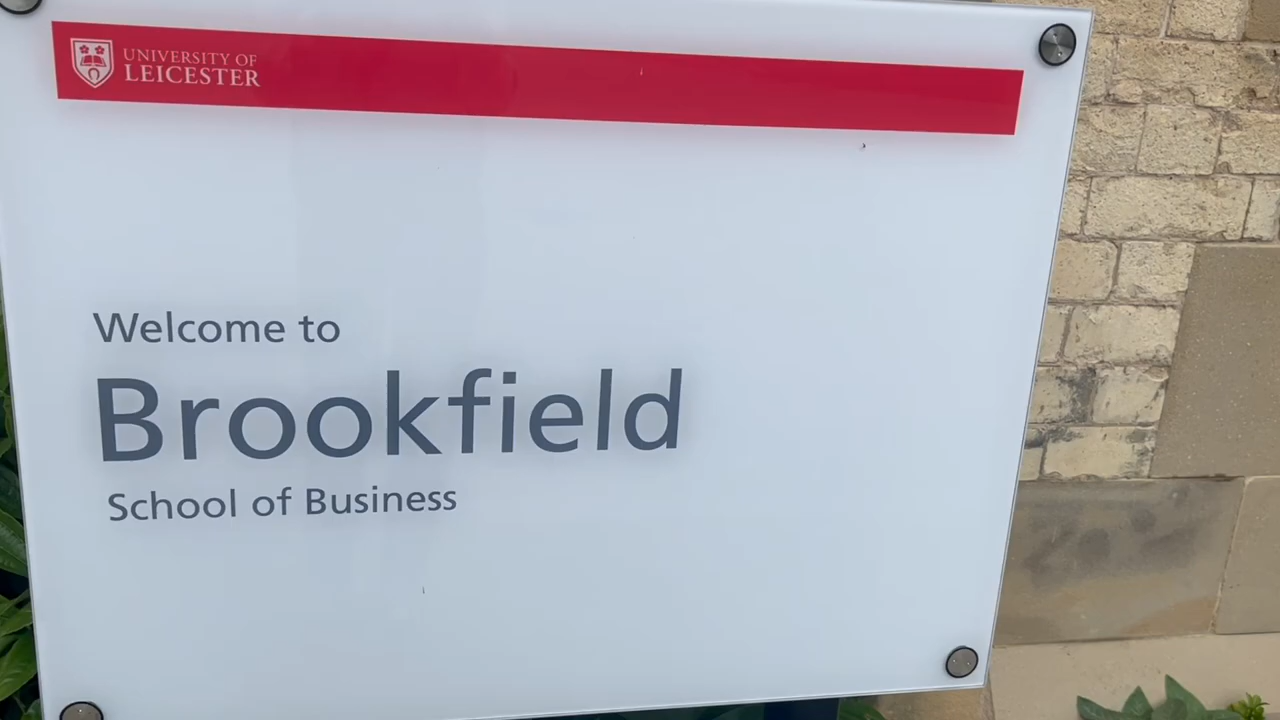 UNIVERSITY OF
LEICESTER
Welcome to
Brookfield
School of Business